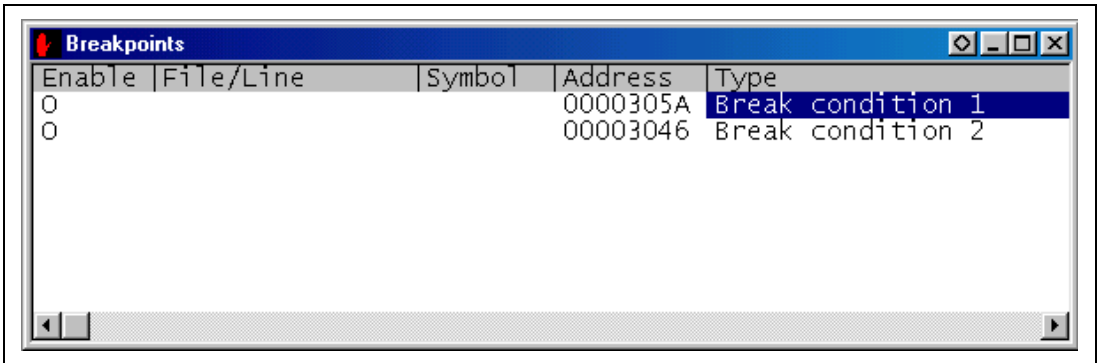 Breakpoints
Enable |File/Line |Symbol |Address |Type
O 0000305A Break condition 1
O 00003046 Break condition 2